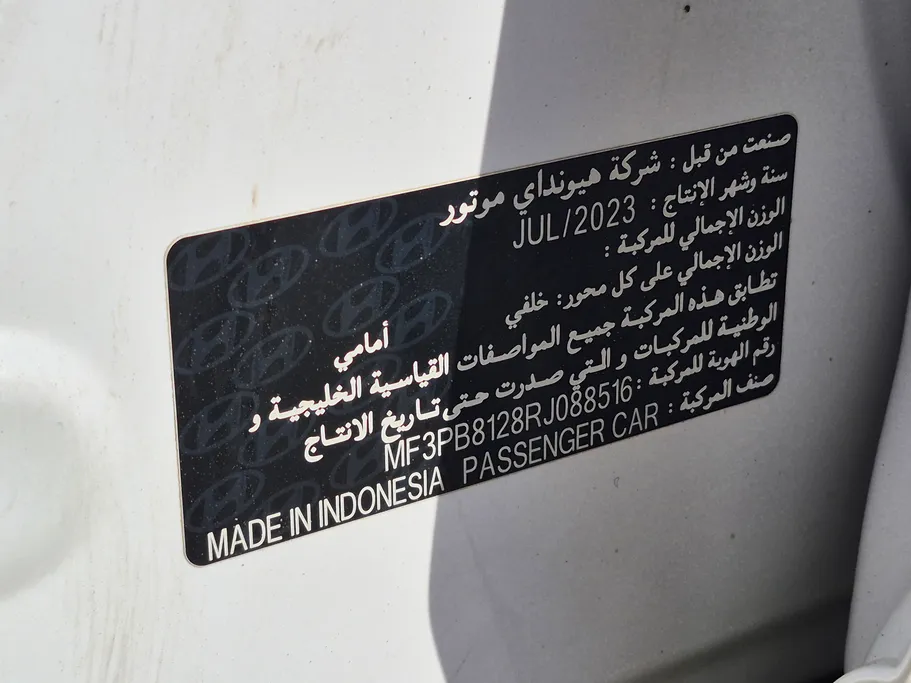 صنعت من قبل : شركة هيونداي موتور
سنة وشهر الإنتاج : JUL/2023
الوزن الإجمالي للمركبة :
الوزن الإجمالي على كل محور: خلفي أمامي
تطابق هذه المركبة جميع المواصفات القياسية الخليجية و
الوطنية للمركبات و التي صدرت حتى تاريخ الانتاج
رقم الهوية للمركبة : MF3PB8128RJ088516
صنف المركبة : PASSENGER CAR
MADE IN INDONESIA